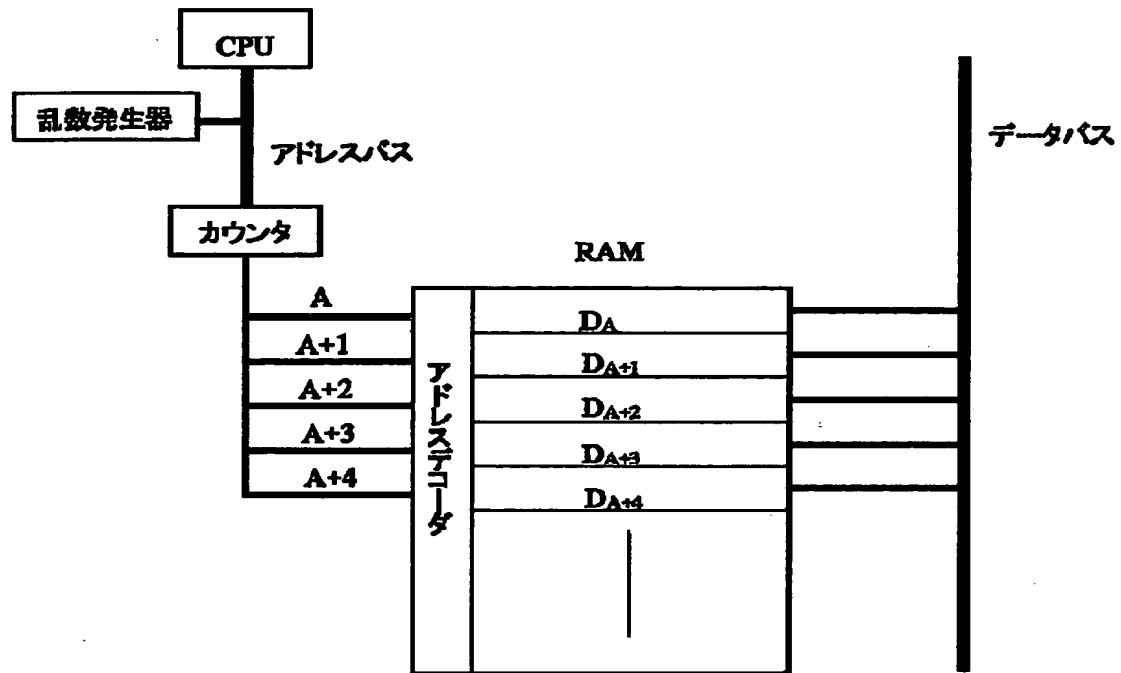 CPU
乱数発生器
アドレスバス
データバス
カウンタ
RAM
A
A+1
A+2
A+3
A+4
アドレスデコーダ
DA
DA+1
DA+2
DA+3
DA+4